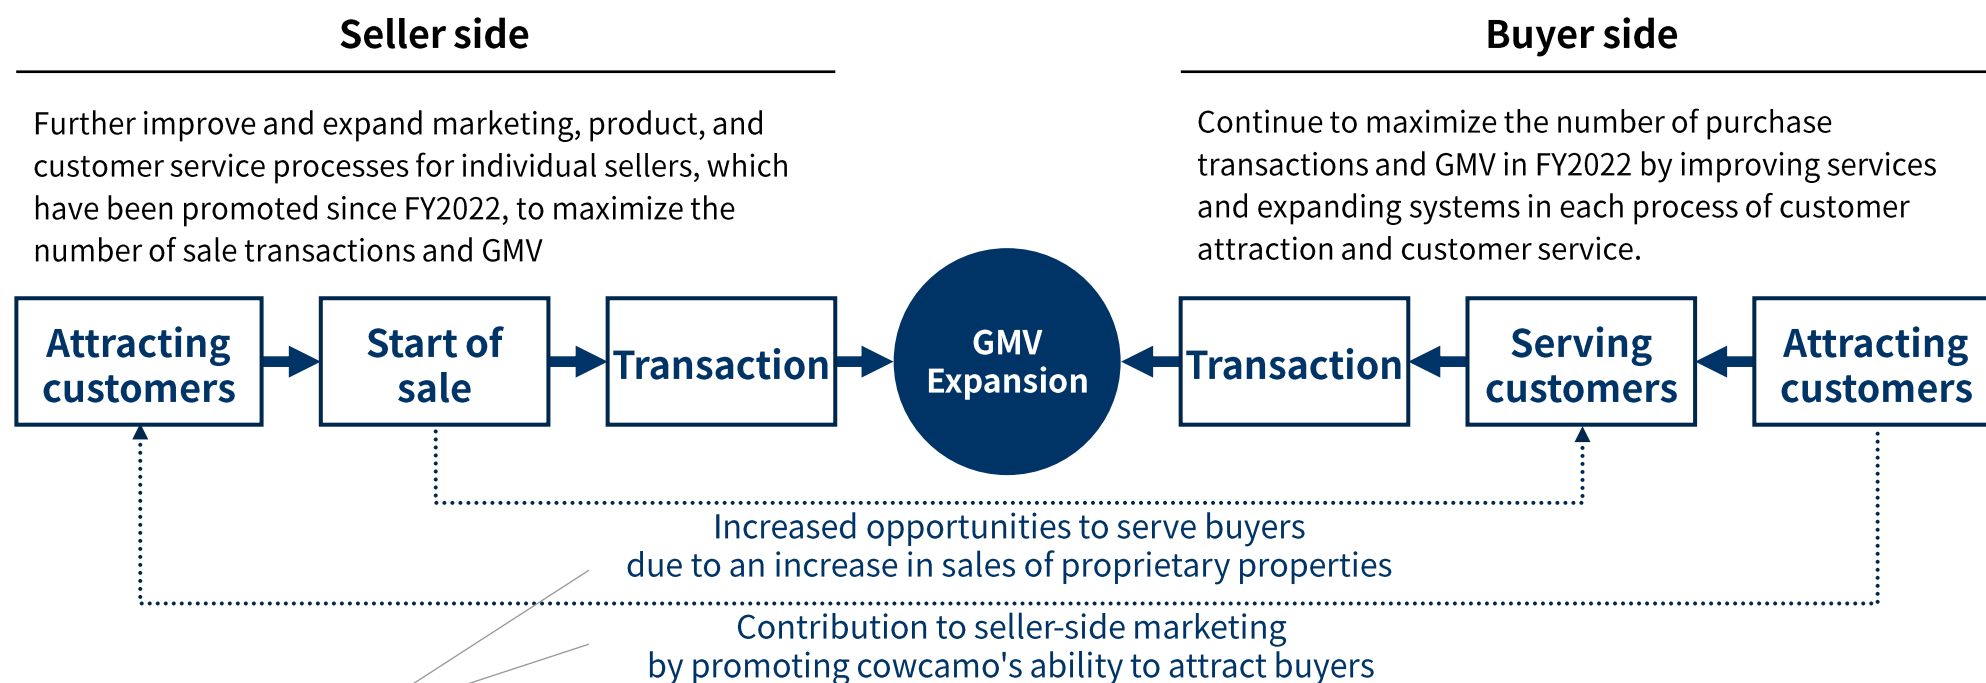 Seller side
Further improve and expand marketing, product, and
customer service processes for individual sellers, which
have been promoted since FY2022, to maximize the
number of sale transactions and GMV
Buyer side
Continue to maximize the number of purchase
transactions and GMV in FY2022 by improving services
and expanding systems in each process of customer
attraction and customer service.
Attracting
customers
Start of
sale
Transaction
GMV
Expansion
Transaction
Serving
customers
Attracting
customers
Increased opportunities to serve buyers
due to an increase in sales of proprietary properties
Contribution to seller-side marketing
by promoting cowcamo's ability to attract buyers